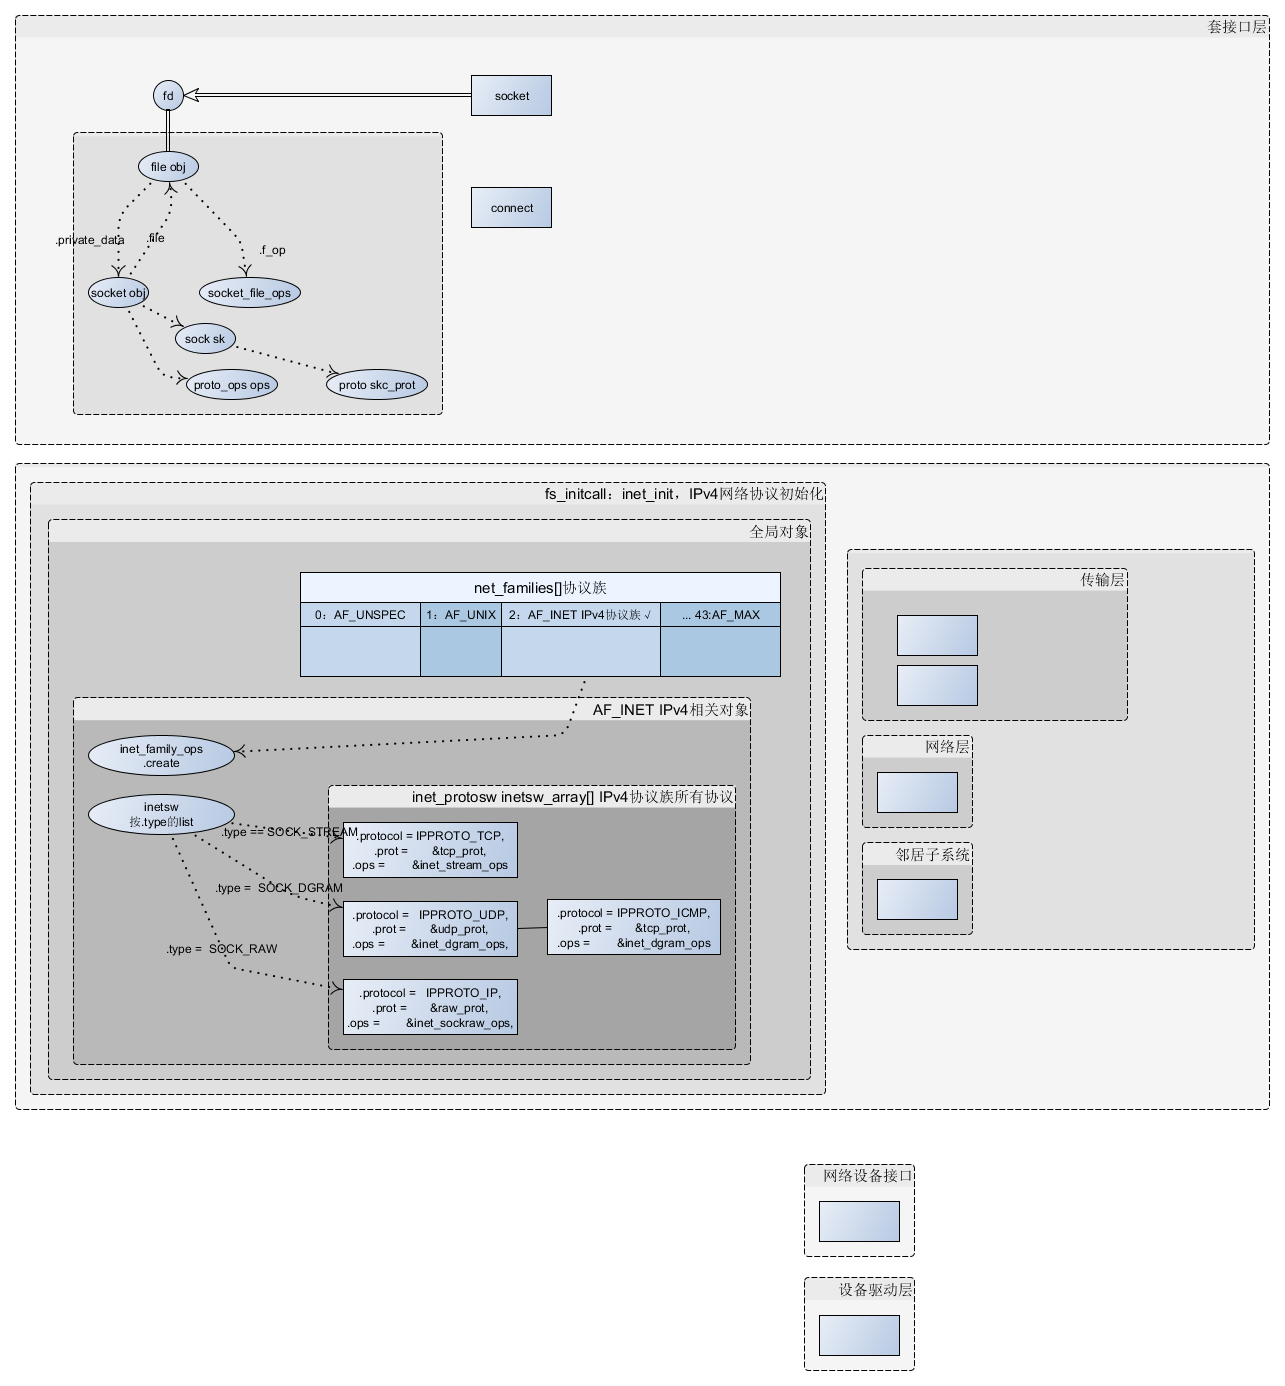 套接口层
fd
socket
file obj
connect
.private_data
.file
.f_op
socket obj
socket_file_ops
sock sk
proto_ops ops
proto skc_prot
fs_initcall：inet_init，IPv4网络协议初始化
全局对象
net_families[]协议族
0：AF_UNSPEC
1：AF_UNIX
2：AF_INET IPv4协议族 √
... 43:AF_MAX
AF_INET IPv4相关对象
inet_family_ops
.create
inetsw
按.type的list
inet_protosw inetsw_array[] IPv4协议族所有协议
.type == SOCK_STREAM
.protocol = IPPROTO_TCP,
.prot = &tcp_prot,
.ops = &inet_stream_ops
.type = SOCK_DGRAM
.protocol = IPPROTO_UDP,
.prot = &udp_prot,
.ops = &inet_dgram_ops,
.protocol = IPPROTO_ICMP,
.prot = &tcp_prot,
.ops = &inet_dgram_ops
.type = SOCK_RAW
.protocol = IPPROTO_IP,
.prot = &raw_prot,
.ops = &inet_sockraw_ops,
传输层
网络层
邻居子系统
网络设备接口
设备驱动层